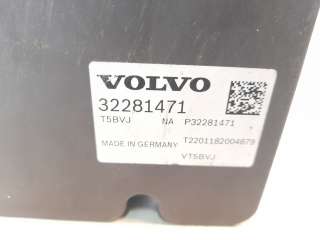 VOLVO
32281471
T5BVJ NA P32281471
MADE IN GERMANY T2201182004679
VT5BVJ